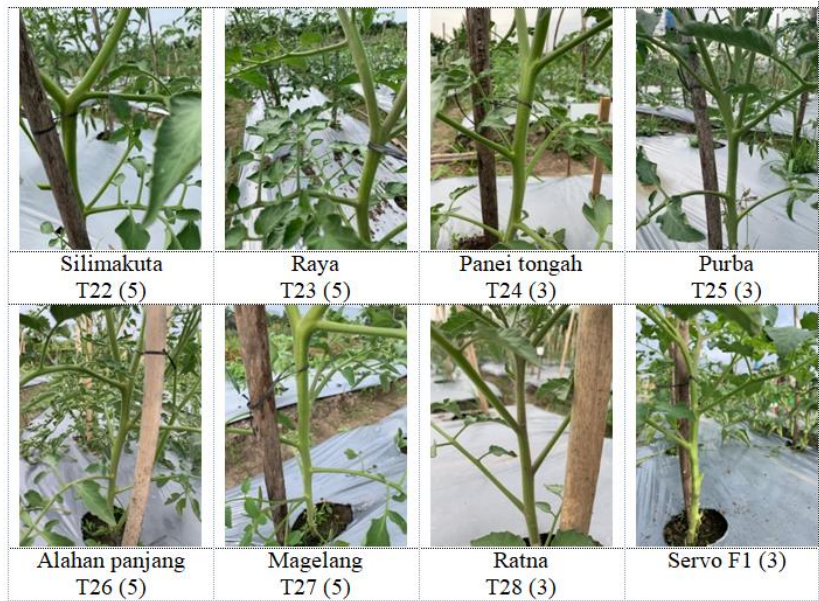 Silimakuta
T22 (5)
Raya
T23 (5)
Panei tongah
T24 (3)
Purba
T25 (3)
Alahan panjang
T26 (5)
Magelang
T27 (5)
Ratna
T28 (3)
Servo F1 (3)